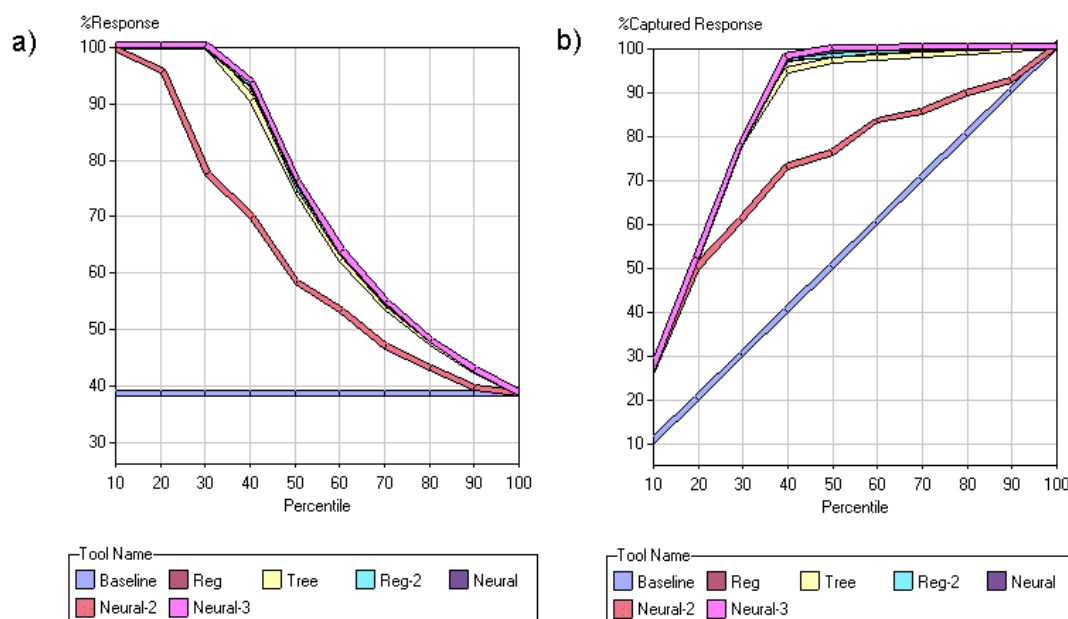 a)
%Response
100
90
80
70
60
50
40
30
10 20 30 40 50 60 70 80 90 100
Percentile
Tool Name
Baseline Reg Tree Reg-2 Neural
Neural-2 Neural-3
b)
%Captured Response
100
90
80
70
60
50
40
30
20
10
10 20 30 40 50 60 70 80 90 100
Percentile
Tool Name
Baseline Reg Tree Reg-2 Neural
Neural-2 Neural-3